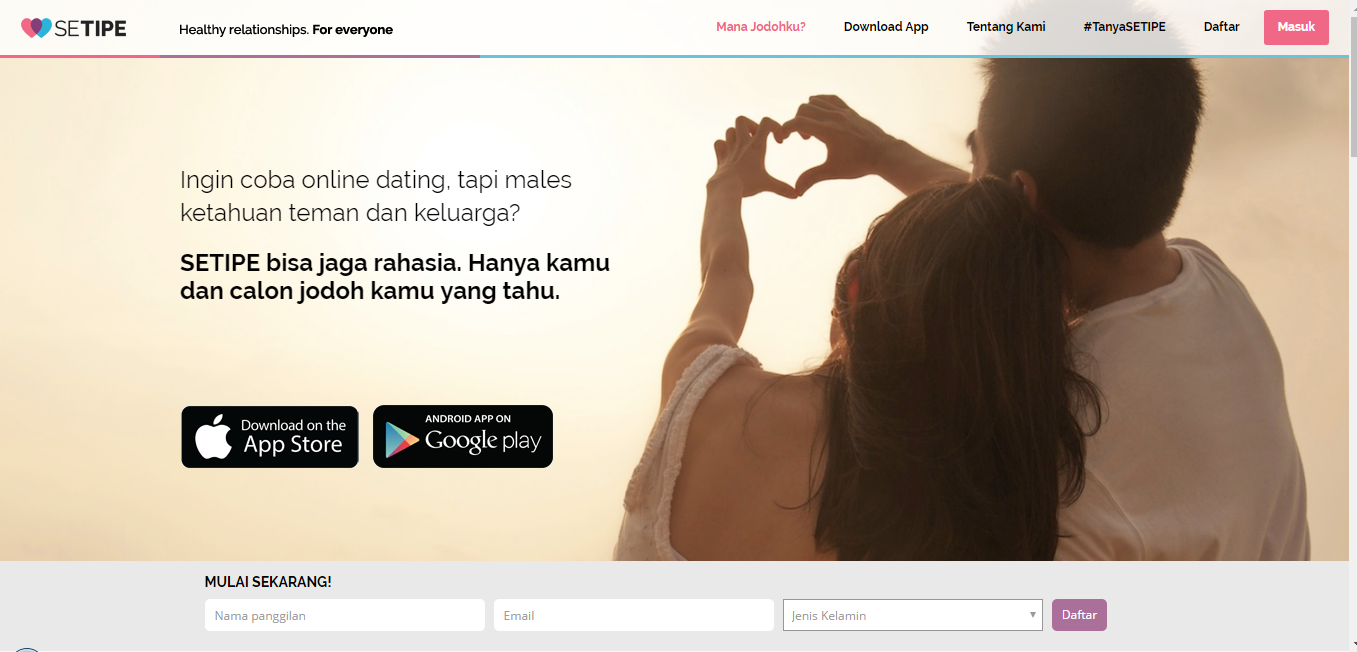 SETIPE
Healthy relationships. For everyone
Mana Jodohku?
Download App
Tentang Kami
#TanyaSETIPE
Daftar
Masuk
Ingin coba online dating, tapi males
ketahuan teman dan keluarga?
SETIPE bisa jaga rahasia. Hanya kamu
dan calon jodoh kamu yang tahu.
Download on the
App Store
ANDROID APP ON
Google play
MULAI SEKARANG!
Nama panggilan
Email
Jenis Kelamin
Daftar